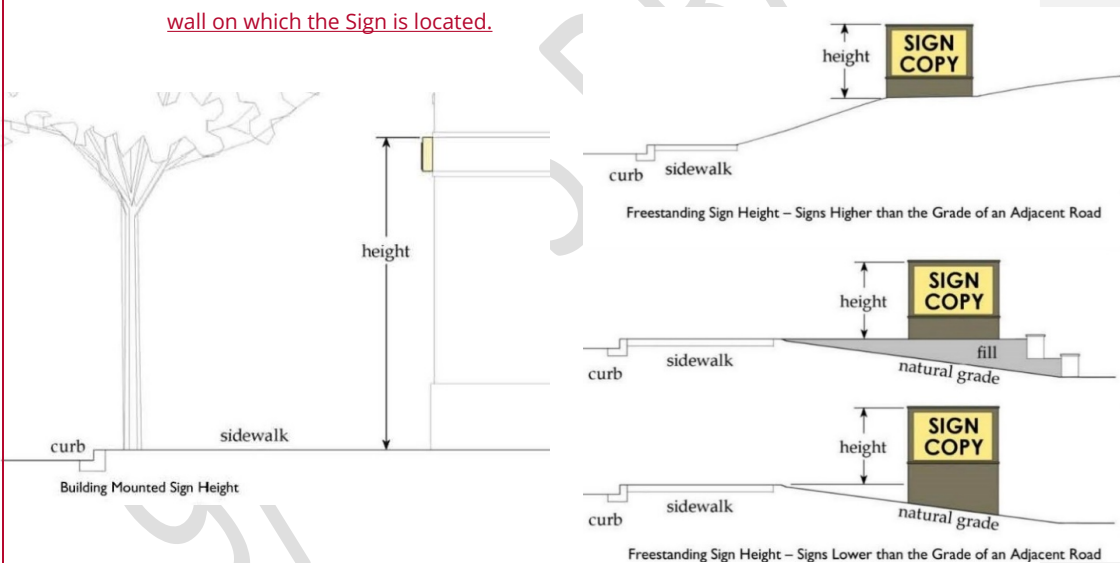 wall on which the Sign is located.
height
curb
sidewalk
Building Mounted Sign Height
height
SIGN
COPY
curb
sidewalk
Freestanding Sign Height – Signs Higher than the Grade of an Adjacent Road
height
SIGN
COPY
fill
sidewalk
natural grade
curb
height
SIGN
COPY
sidewalk
natural grade
curb
Freestanding Sign Height – Signs Lower than the Grade of an Adjacent Road